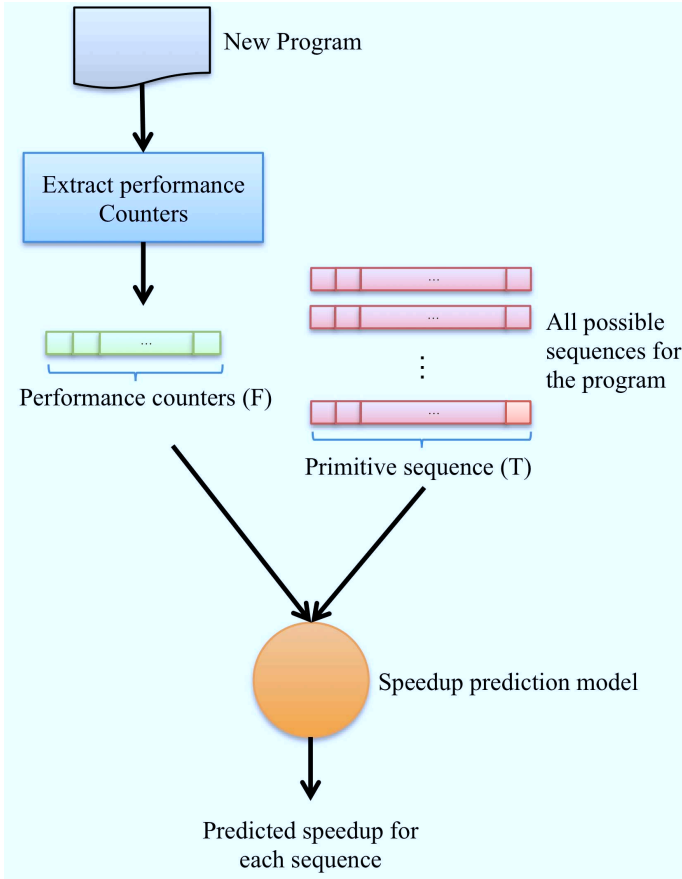 New Program
Extract performance
Counters
...
...
...
All possible
sequences for
the program
...
Performance counters (F)
...
Primitive sequence (T)
Speedup prediction model
Predicted speedup for
each sequence